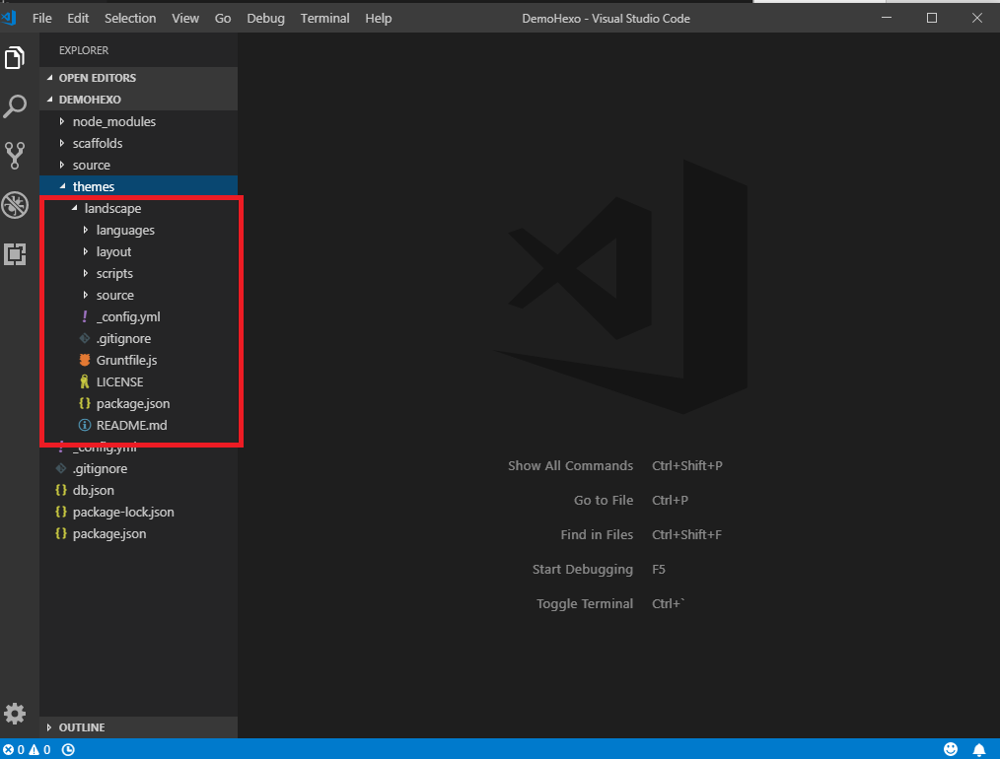 File Edit Selection View Go Debug Terminal Help DemoHexo - Visual Studio Code
EXPLORER
OPEN EDITORS
DEMOHEXO
node_modules
scaffolds
source
themes
landscape
languages
layout
scripts
source
_config.yml
.gitignore
Gruntfile.js
LICENSE
package.json
README.md
_config.yml
.gitignore
db.json
package-lock.json
package.json
Show All Commands Ctrl+Shift+P
Go to File Ctrl+P
Find in Files Ctrl+Shift+F
Start Debugging F5
Toggle Terminal Ctrl+`
OUTLINE
0 0